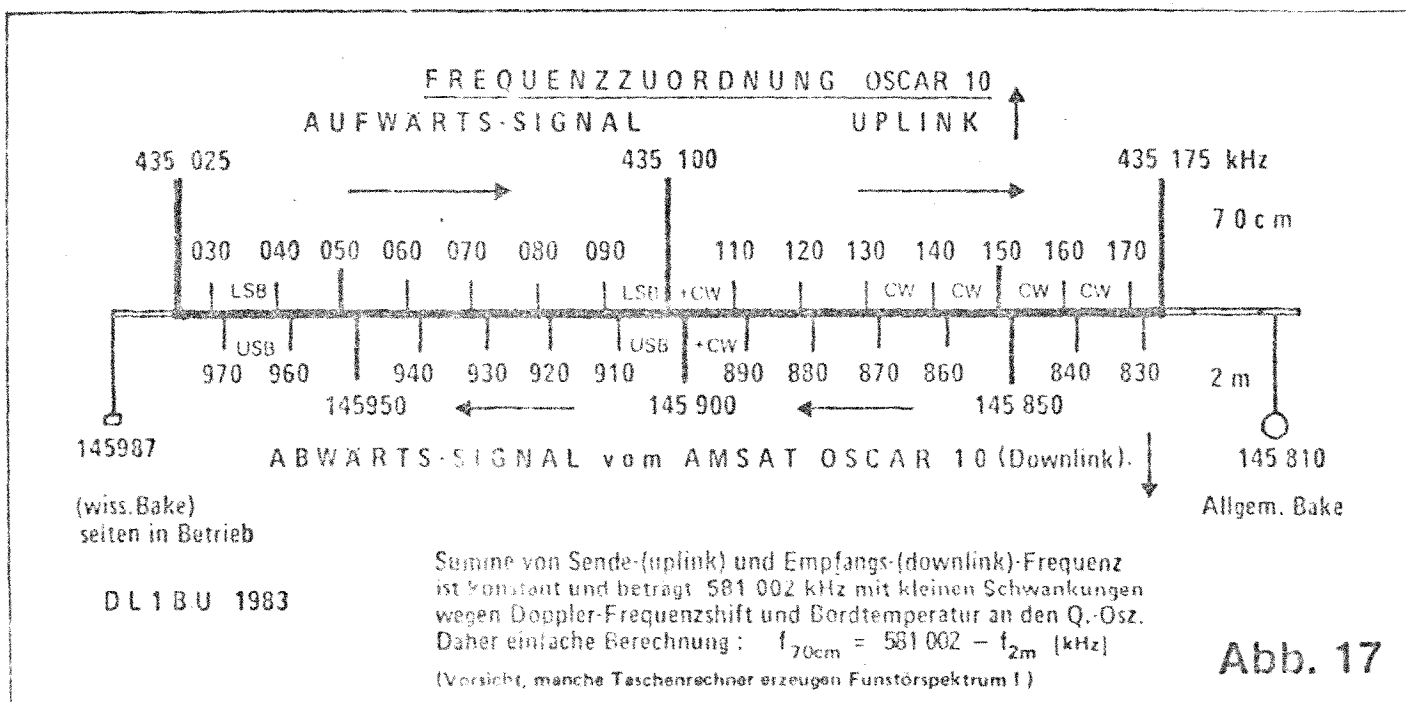 FREQUENZZUORDNUNG OSCAR 10
AUFWÄRTS-SIGNAL UPLINK
435 025 435 100 435 175 kHz
70cm
030 040 050 060 070 080 090 110 120 130 140 150 160 170
LSB LSB +CW CW CW CW CW
USB USB +CW
970 960 940 930 920 910 890 880 870 860 840 830 2m
145950 145 900 145 850
145987 ABWÄRTS-SIGNAL vom AMSAT OSCAR 10 (Downlink). 145 810
(wiss.Bake) Allgem. Bake
selten in Betrieb
Summe von Sende-(uplink) und Empfangs-(downlink)-Frequenz
ist konstant und beträgt 581 002 kHz mit kleinen Schwankungen
DL1BU 1983
wegen Doppler-Frequenzshift und Bordtemperatur an den Q.-Osz.
Daher einfache Berechnung : f70cm = 581 002 – f2m [kHz]
(Vorsicht, manche Taschenrechner erzeugen Funstörspektrum ! )
Abb. 17